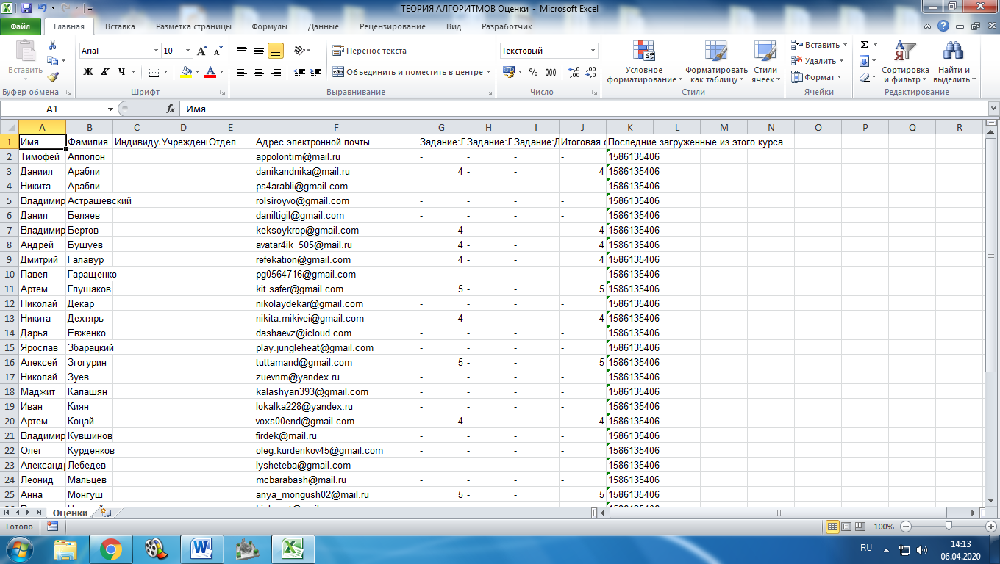 ТЕОРИЯ АЛГОРИТМОВ Оценки - Microsoft Excel
Файл Главная Вставка Разметка страницы Формулы Данные Рецензирование Вид Разработчик
Arial 10 Перенос текста Текстовый Вставить Σ
Вставить Ж К Ч Объединить и поместить в центре % 000 Условное форматирование Форматировать как таблицу Стили ячеек Удалить Формат Сортировка и фильтр Найти и выделить
Буфер обмена Шрифт Выравнивание Число Стили Ячейки Редактирование
A1 fx Имя
A B C D E F G H I J K L M N O P Q R
1 Имя Фамилия Индивиду Учрежден Отдел Адрес электронной почты Задание:Л Задание:Л Задание:Д Итоговая Последние загруженные из этого курса
2 Тимофей Апполон appolontim@mail.ru - - - - 1586135406
3 Даниил Арабли danikandnika@mail.ru 4 - - 4 1586135406
4 Никита Арабли ps4arabli@gmail.com - - - - 1586135406
5 Владимир Астрашевский rolsiroyvo@gmail.com - - - - 1586135406
6 Данил Беляев daniltigil@gmail.com - - - - 1586135406
7 Владимир Бертов keksoykrop@gmail.com 4 - - 4 1586135406
8 Андрей Бушуев avatar4ik_505@mail.ru 4 - - 4 1586135406
9 Дмитрий Галавур refekation@gmail.com 4 - - 4 1586135406
10 Павел Гаращенко pg0564716@gmail.com - - - - 1586135406
11 Артем Глушаков kit.safer@gmail.com 5 - - 5 1586135406
12 Николай Декар nikolaydekar@gmail.com - - - - 1586135406
13 Никита Дехтярь nikita.mikivei@gmail.com 4 - - 4 1586135406
14 Дарья Евженко dashaevz@icloud.com - - - - 1586135406
15 Ярослав Збарацкий play.jungleheat@gmail.com - - - - 1586135406
16 Алексей Згогурин tuttamand@gmail.com 5 - - 5 1586135406
17 Николай Зуев zuevnm@yandex.ru - - - - 1586135406
18 Маджит Калашян kalashyan393@gmail.com - - - - 1586135406
19 Иван Киян lokalka228@yandex.ru - - - - 1586135406
20 Артем Коцай voxs00end@gmail.com 4 - - 4 1586135406
21 Владимир Кувшинов firdek@mail.ru - - - - 1586135406
22 Олег Курденков oleg.kurdenkov45@gmail.com - - - - 1586135406
23 Александр Лебедев lysheteba@gmail.com - - - - 1586135406
24 Леонид Мальцев mcbarabash@mail.ru - - - - 1586135406
25 Анна Монгуш anya_mongush02@mail.ru 5 - - 5 1586135406
Оценки
Готово 100%
RU 14:13
06.04.2020